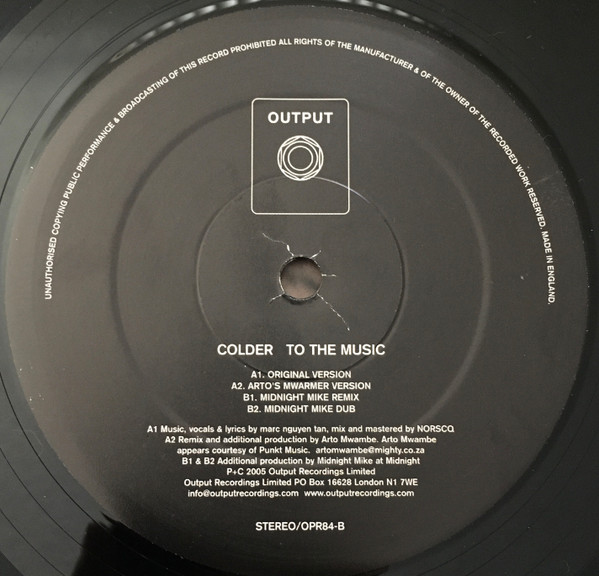 UNAUTHORISED COPYING PUBLIC PERFORMANCE & BROADCASTING OF THIS RECORD PROHIBITED ALL RIGHTS OF THE MANUFACTURER & OF THE OWNER OF THE RECORDED WORK RESERVED. MADE IN ENGLAND.
OUTPUT
COLDER TO THE MUSIC
A1. ORIGINAL VERSION
A2. ARTO'S MWARMER VERSION
B1. MIDNIGHT MIKE REMIX
B2. MIDNIGHT MIKE DUB
A1 Music, vocals & lyrics by marc nguyen tan, mix and mastered by NORSCQ
A2 Remix and additional production by Arto Mwambe. Arto Mwambe
appears courtesy of Punkt Music. artomwambe@mighty.co.za
B1 & B2 Additional production by Midnight Mike at Midnight
P+C 2005 Output Recordings Limited
Output Recordings Limited PO Box 16628 London N1 7WE
info@outputrecordings.com www.outputrecordings.com
STEREO/OPR84-B